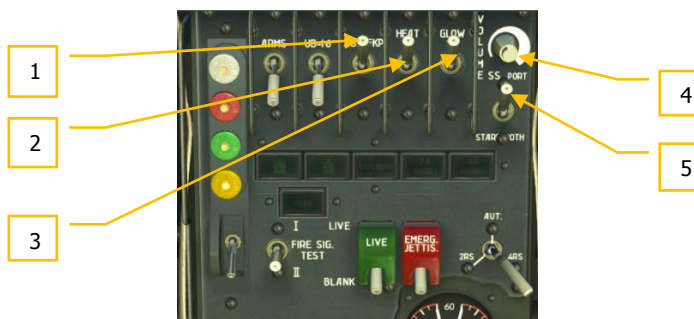 1
2
3
4
5
ARMS UB-16 FKP HEAT GLOW
VOLUME
SS PORT
BOTH
AUT.
I LIVE
FIRE SIG.
TEST
II
LIVE
EMERG.
JETTIS.
2RS 4RS
BLANK
60